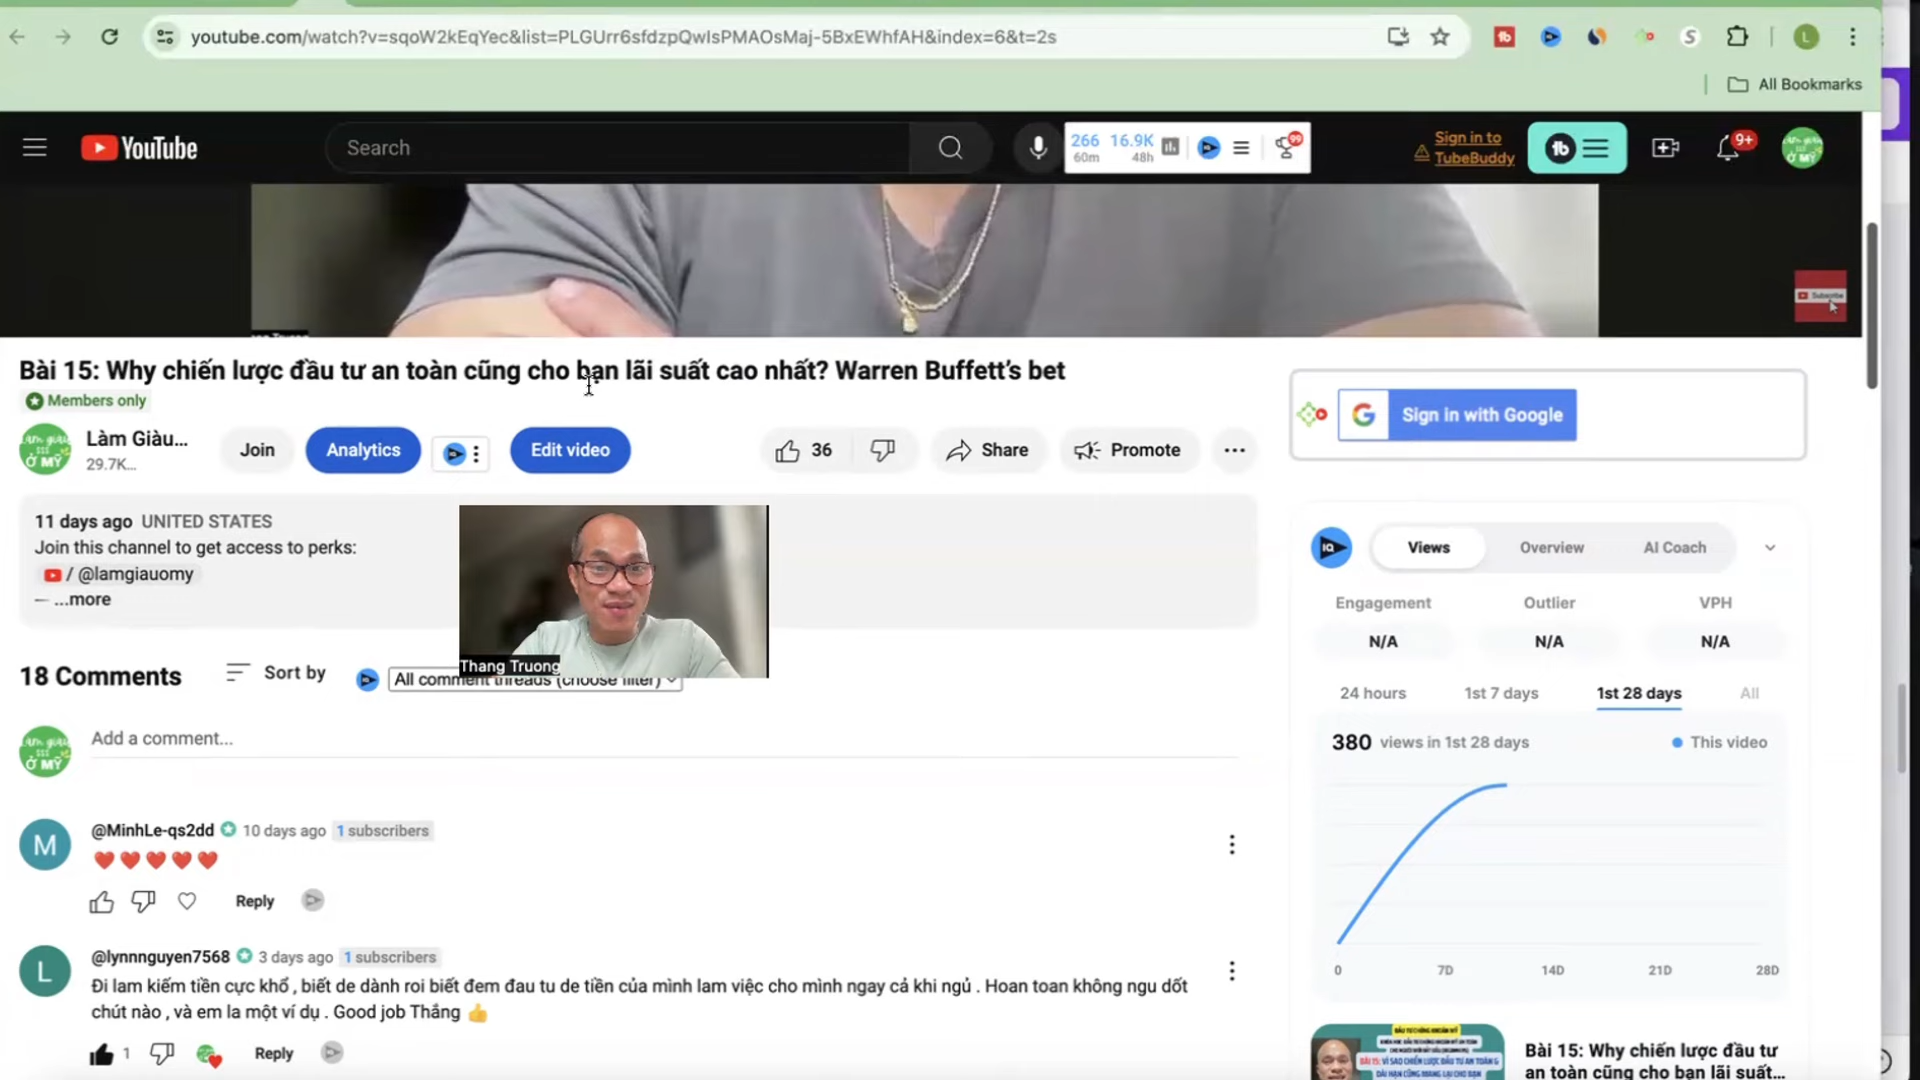 youtube.com/watch?v=sqoW2kEqYec&list=PLGUrr6sfdzpQwIsPMAOsMaj-5BxEWhfAH&index=6&t=2s
All Bookmarks
YouTube
Search
266 16.9K
60m 48h
99
Sign in to
TubeBuddy
9+
Subscribe
Bài 15: Why chiến lược đầu tư an toàn cũng cho bạn lãi suất cao nhất? Warren Buffett's bet
Members only
Làm Giàu...
29.7K...
Join
Analytics
Edit video
36
Share
Promote
Sign in with Google
11 days ago UNITED STATES
Join this channel to get access to perks:
/ @lamgiauomy
— ...more
Thang Truong
Views
Overview
AI Coach
Engagement
Outlier
VPH
N/A
N/A
N/A
18 Comments
Sort by
All comment threads (choose filter)
24 hours
1st 7 days
1st 28 days
All
380 views in 1st 28 days
This video
Add a comment...
@MinhLe-qs2dd 10 days ago 1 subscribers
Reply
0 7D 14D 21D 28D
@lynnnguyen7568 3 days ago 1 subscribers
Đi lam kiếm tiền cực khổ , biết de dành roi biết đem đau tu de tiền của mình lam việc cho mình ngay cả khi ngủ . Hoan toan không ngu dốt
chút nào , và em la một ví dụ . Good job Thắng 👍
1
Reply
Bài 15: Why chiến lược đầu tư
an toàn cũng cho bạn lãi suất...